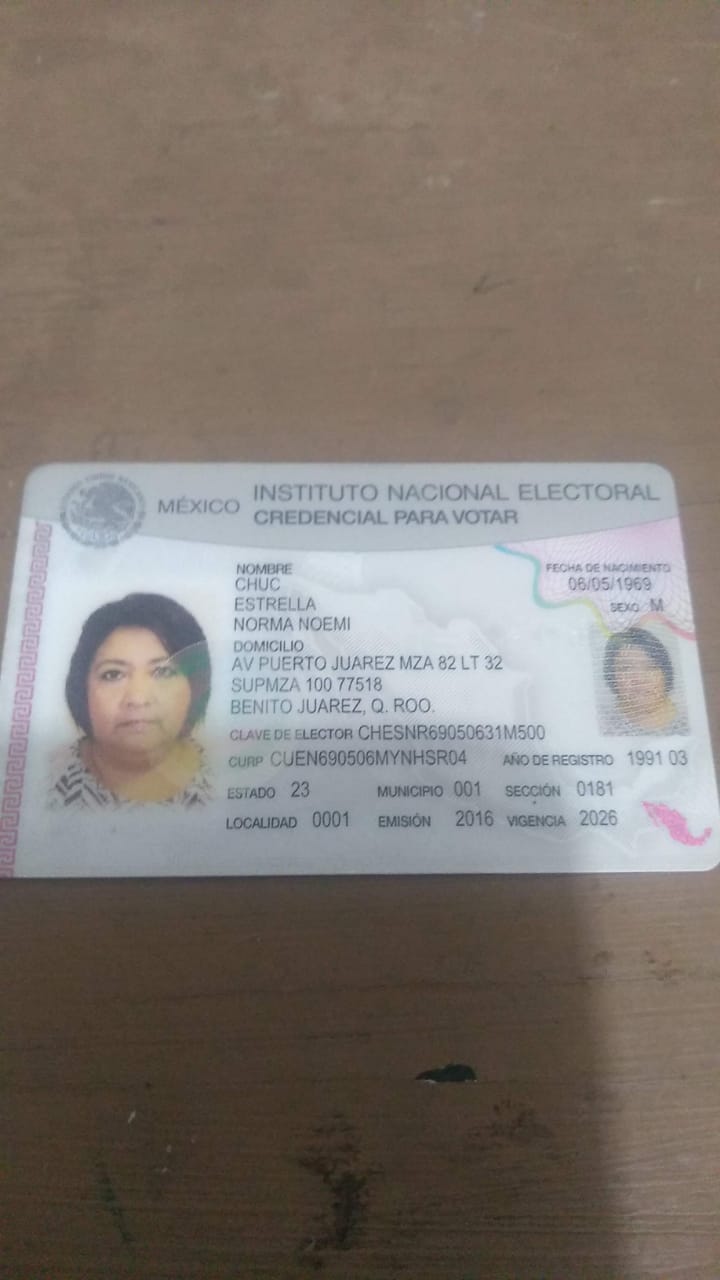 MÉXICO
INSTITUTO NACIONAL ELECTORAL
CREDENCIAL PARA VOTAR
NOMBRE
CHUC
ESTRELLA
NORMA NOEMI
FECHA DE NACIMIENTO
06/05/1969
SEXO M
DOMICILIO
AV PUERTO JUAREZ MZA 82 LT 32
SUPMZA 100 77518
BENITO JUAREZ, Q. ROO.
CLAVE DE ELECTOR CHESNR69050631M500
CURP CUEN690506MYNHSR04 AÑO DE REGISTRO 1991 03
ESTADO 23 MUNICIPIO 001 SECCIÓN 0181
LOCALIDAD 0001 EMISIÓN 2016 VIGENCIA 2026